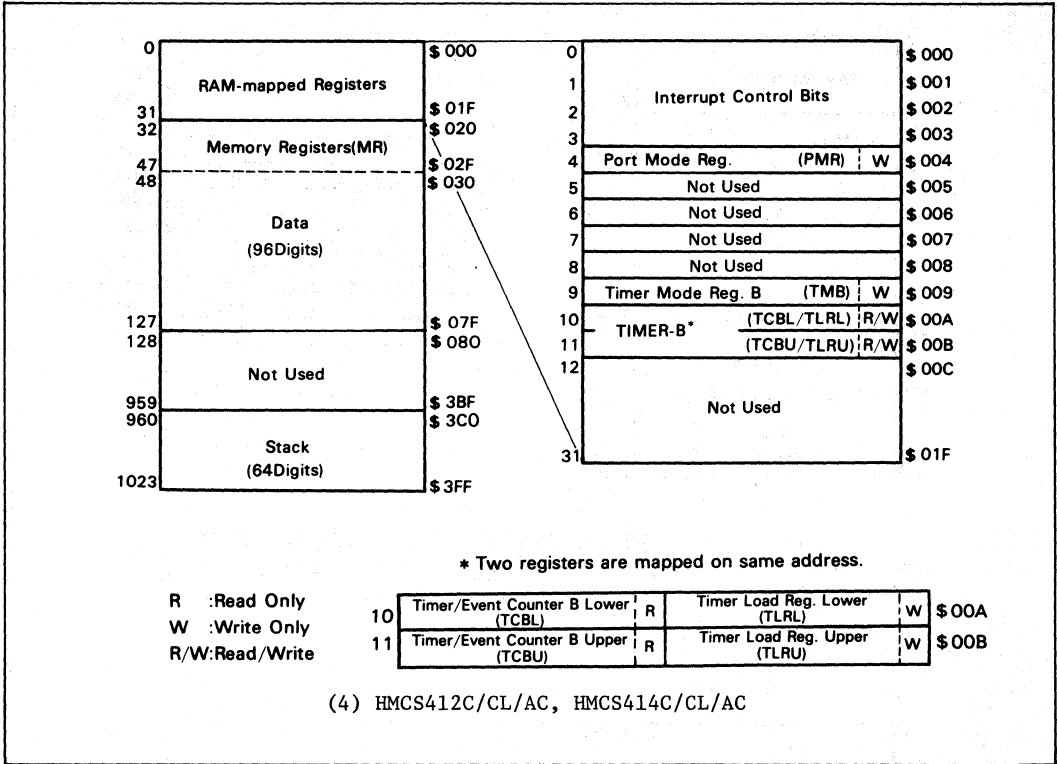 0 $ 000
RAM-mapped Registers
31 $ 01F
32 $ 020
Memory Registers(MR)
47 $ 02F
48 $ 030
Data
(96Digits)
127 $ 07F
128 $ 080
Not Used
959 $ 3BF
960 $ 3C0
Stack
(64Digits)
1023 $ 3FF
0 $ 000
1 $ 001
Interrupt Control Bits
2 $ 002
3 $ 003
4 Port Mode Reg. (PMR) W $ 004
5 Not Used $ 005
6 Not Used $ 006
7 Not Used $ 007
8 Not Used $ 008
9 Timer Mode Reg. B (TMB) W $ 009
10 TIMER-B* (TCBL/TLRL) R/W $ 00A
11 (TCBU/TLRU) R/W $ 00B
12 $ 00C
Not Used
31 $ 01F
* Two registers are mapped on same address.
R :Read Only
W :Write Only
R/W:Read/Write
10 Timer/Event Counter B Lower R Timer Load Reg. Lower W $ 00A
(TCBL) (TLRL)
11 Timer/Event Counter B Upper R Timer Load Reg. Upper W $ 00B
(TCBU) (TLRU)
(4) HMCS412C/CL/AC, HMCS414C/CL/AC